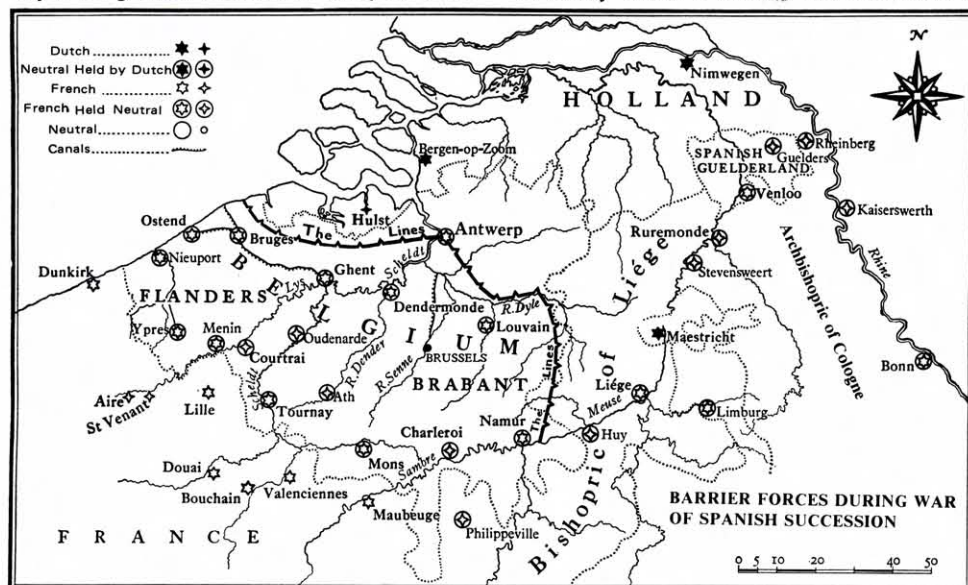 Dutch
Neutral Held by Dutch
French
French Held Neutral
Neutral
Canals
N
HOLLAND
Nimwegen
Bergen-op-Zoom
SPANISH
GUELDERLAND
Guelders
Rheinberg
Venloo
Kaiserswerth
Rhine
Hulst
The Lines
Antwerp
Ostend
Bruges
Nieuport
Dunkirk
Ghent
Scheldt
Lys
Ruremonde
Stevensweert
Archbishopric of Cologne
FLANDERS
BELGIUM
Dendermonde
R.Dyle
Louvain
Ypres
Menin
Courtrai
Oudenarde
R.Dender
R.Senne
BRUSSELS
BRABANT
The Lines
Maestricht
Bonn
Aire
St Venant
Lille
Scheldt
Tournay
Ath
Namur
Liége
Meuse
Limburg
Huy
Charleroi
Sambre
Mons
Douai
Bouchain
Valenciennes
Maubeuge
Philippeville
Bishopric of Liége
FRANCE
BARRIER FORCES DURING WAR
OF SPANISH SUCCESSION
0 5 10 20 30 40 50